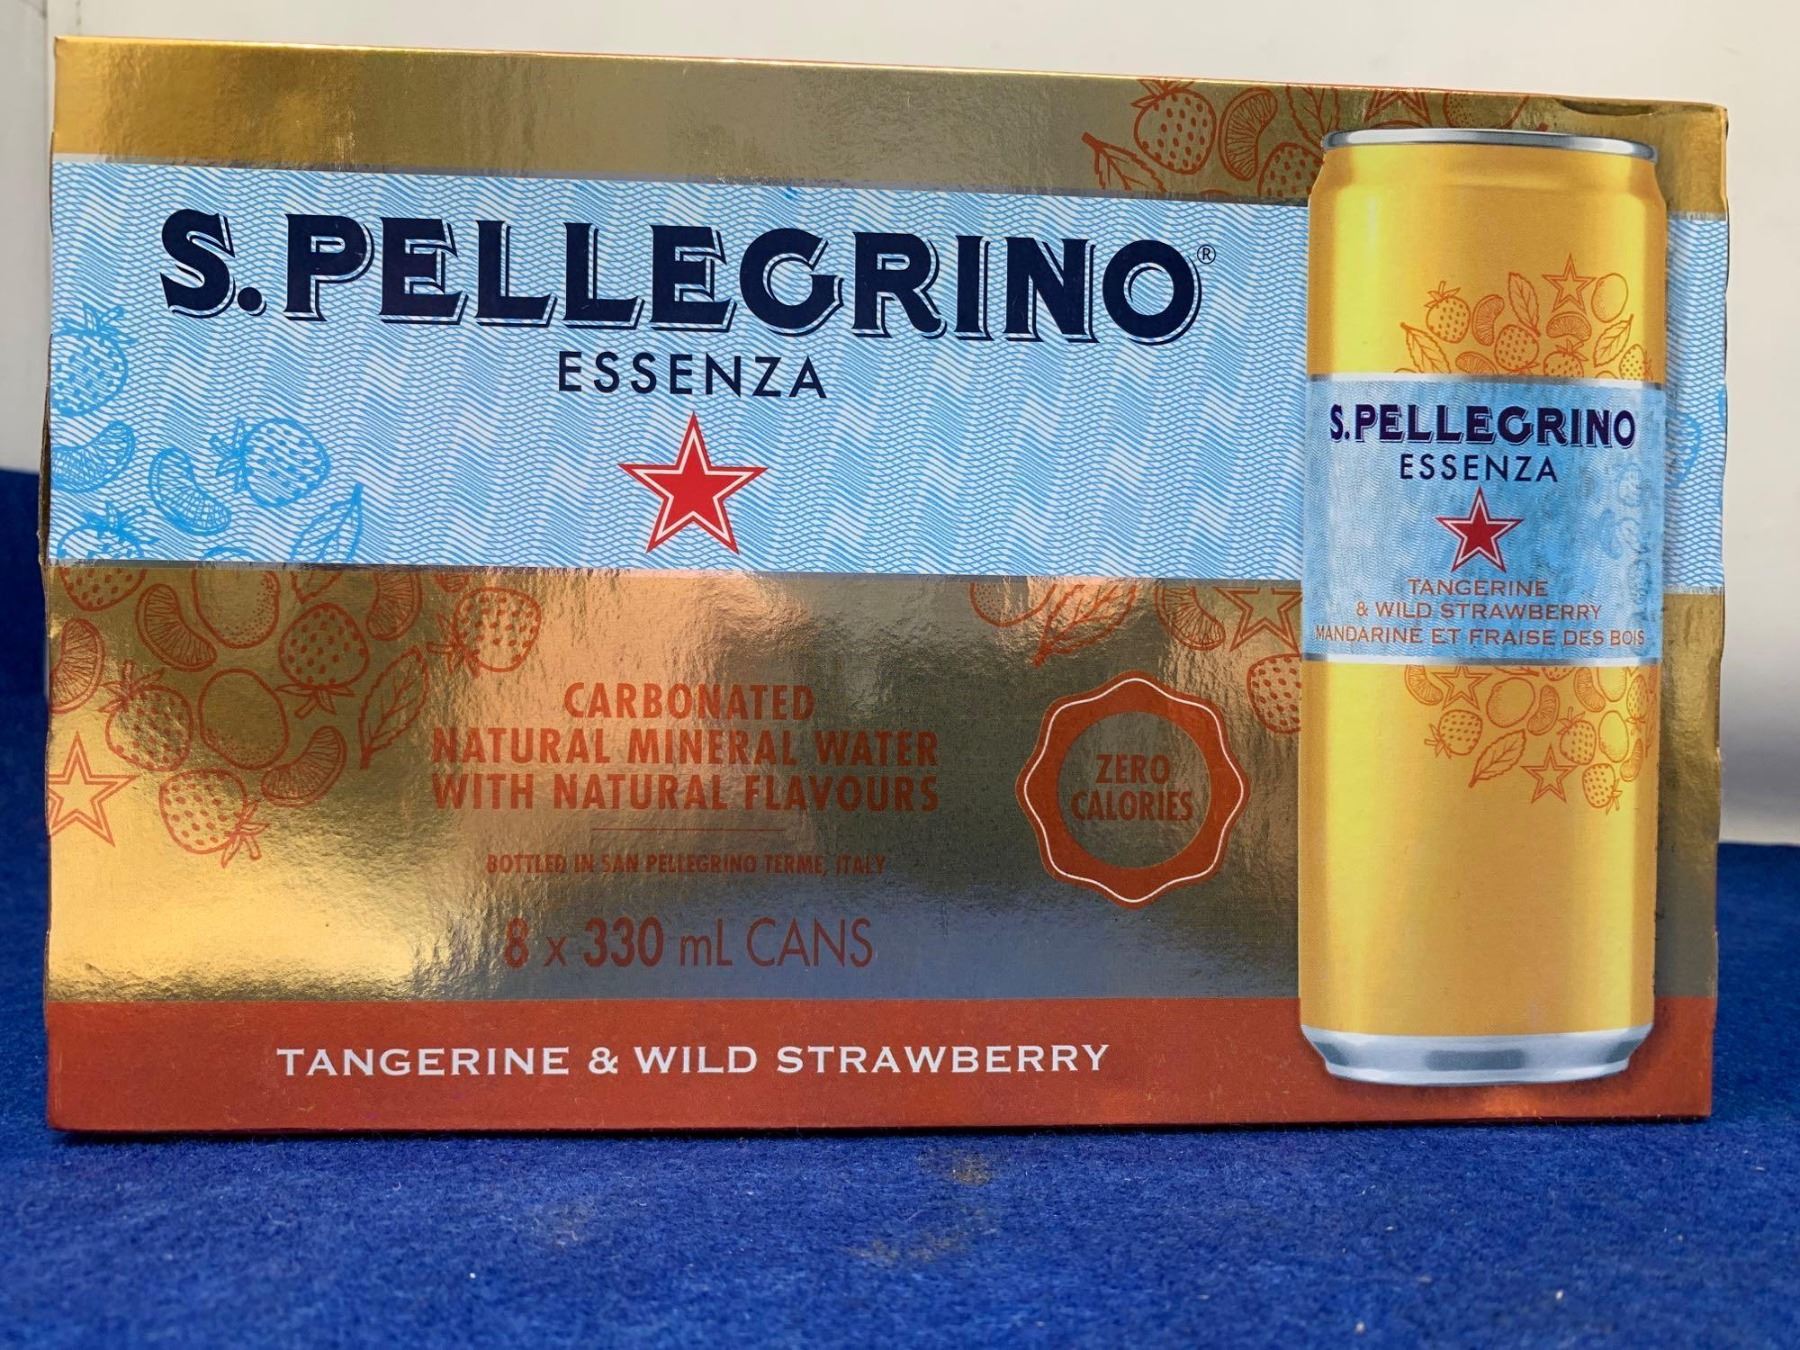 S.PELLEGRINO®
ESSENZA
CARBONATED
NATURAL MINERAL WATER
WITH NATURAL FLAVOURS
BOTTLED IN SAN PELLEGRINO TERME, ITALY
8 x 330 mL CANS
ZERO
CALORIES
TANGERINE & WILD STRAWBERRY
S.PELLEGRINO
ESSENZA
TANGERINE
& WILD STRAWBERRY
MANDARINE ET FRAISE DES BOIS